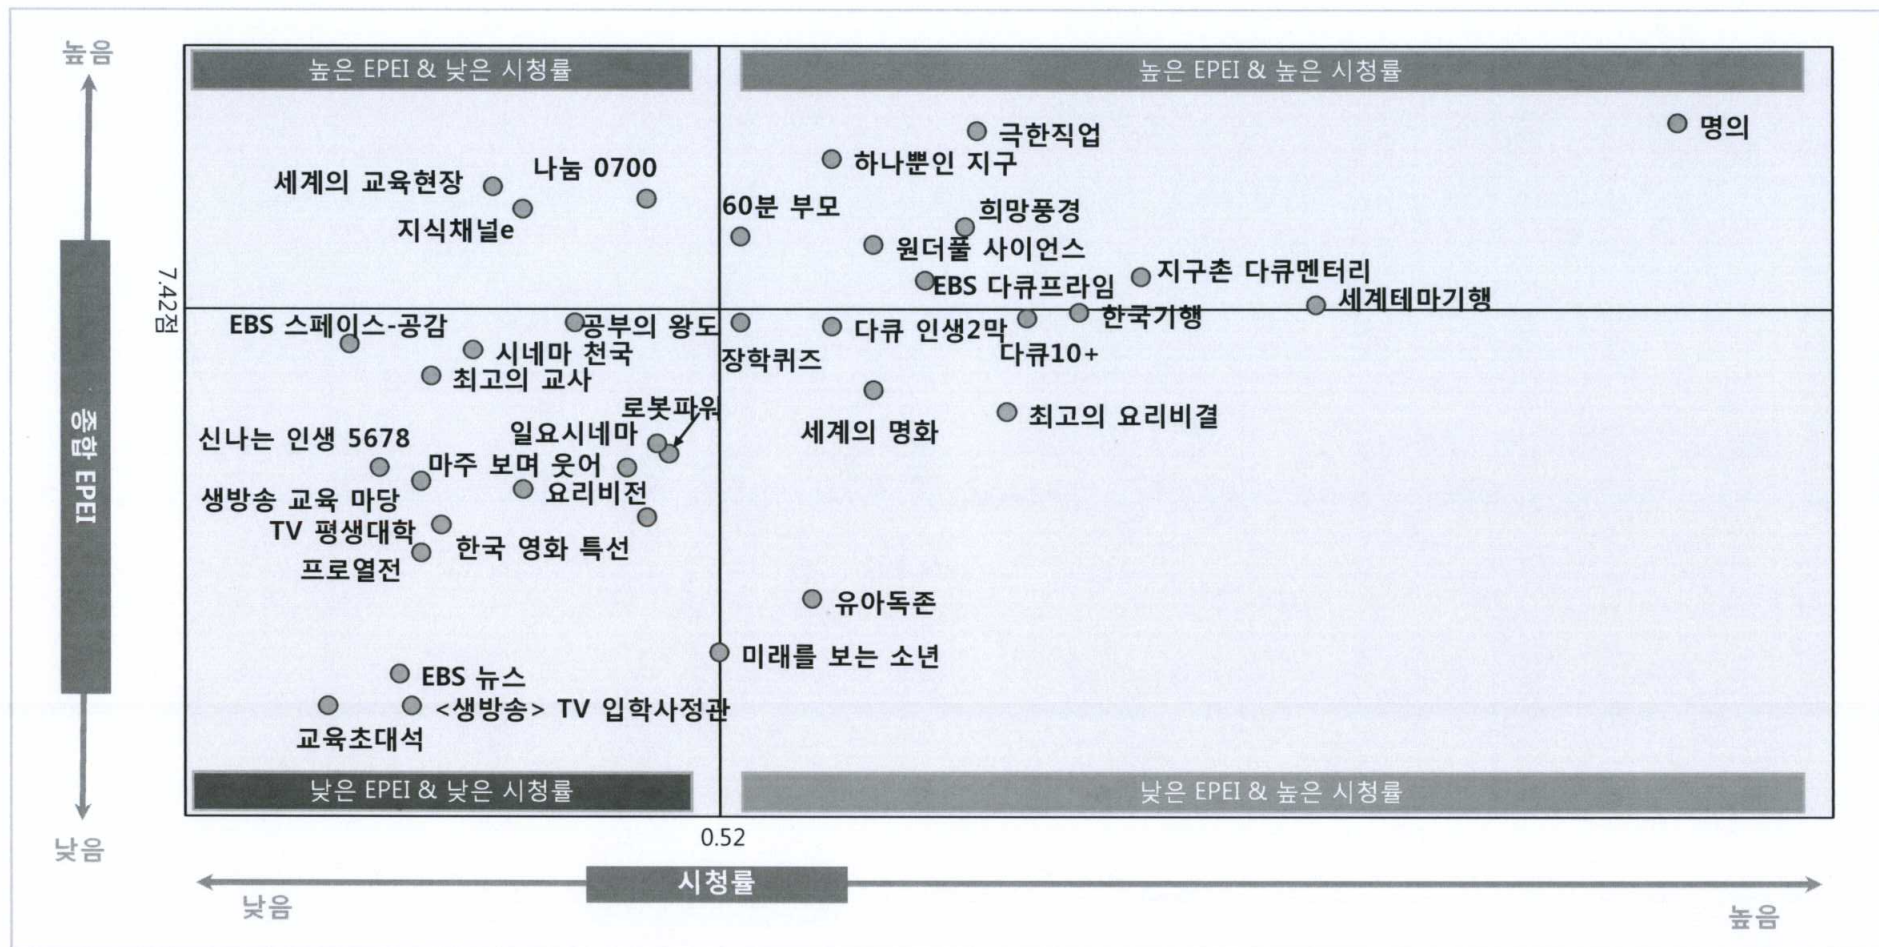 높음
높은 EPEI & 낮은 시청률
높은 EPEI & 높은 시청률
명의
극한직업
하나뿐인 지구
나눔 0700
세계의 교육현장
지식채널e
60분 부모
희망풍경
원더풀 사이언스
지구촌 다큐멘터리
EBS 다큐프라임
세계테마기행
7.42점
한국기행
EBS 스페이스-공감
공부의 왕도
다큐 인생2막
시네마 천국
장학퀴즈
다큐10+
최고의 교사
로봇파워
최고의 요리비결
일요시네마
세계의 명화
신나는 인생 5678
마주 보며 웃어
종합 EPEI
생방송 교육 마당
요리비전
TV 평생대학
한국 영화 특선
프로열전
유아독존
미래를 보는 소년
EBS 뉴스
<생방송> TV 입학사정관
교육초대석
낮은 EPEI & 낮은 시청률
낮은 EPEI & 높은 시청률
낮음
0.52
시청률
낮음
높음